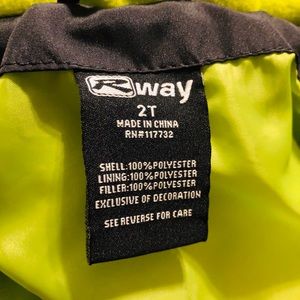 Rway
2T
MADE IN CHINA
RN#117732
SHELL:100%POLYESTER
LINING:100%POLYESTER
FILLER:100%POLYESTER
EXCLUSIVE OF DECORATION
SEE REVERSE FOR CARE